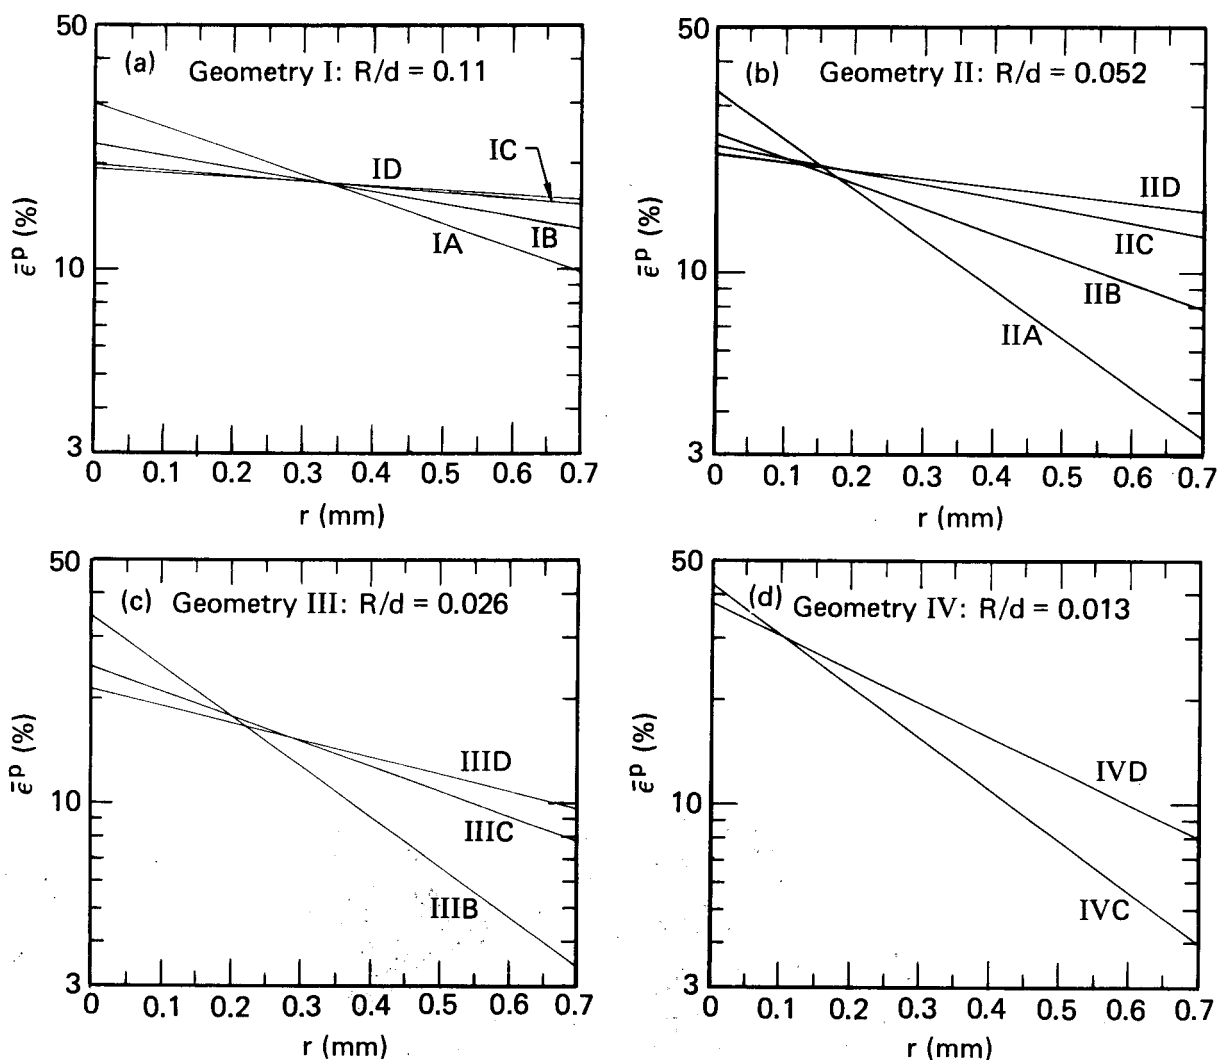 50
(a) Geometry I: R/d = 0.11
IC
ID
IA
IB
10
3
0 0.1 0.2 0.3 0.4 0.5 0.6 0.7
r (mm)
ε̄ᵖ (%)
50
(b) Geometry II: R/d = 0.052
IID
IIC
IIB
IIA
10
3
0 0.1 0.2 0.3 0.4 0.5 0.6 0.7
r (mm)
ε̄ᵖ (%)
50
(c) Geometry III: R/d = 0.026
IIID
IIIC
IIIB
10
3
0 0.1 0.2 0.3 0.4 0.5 0.6 0.7
r (mm)
ε̄ᵖ (%)
50
(d) Geometry IV: R/d = 0.013
IVD
IVC
10
3
0 0.1 0.2 0.3 0.4 0.5 0.6 0.7
r (mm)
ε̄ᵖ (%)